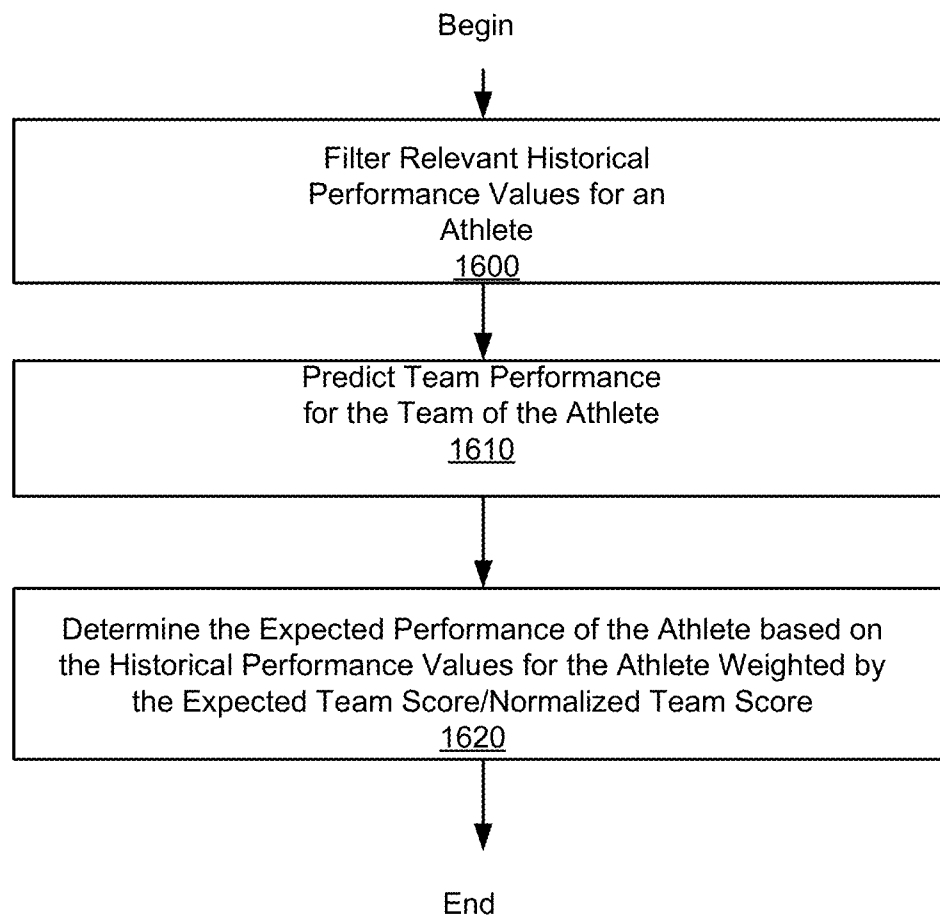 Begin
Filter Relevant Historical
Performance Values for an
Athlete
1600
Predict Team Performance
for the Team of the Athlete
1610
Determine the Expected Performance of the Athlete based on
the Historical Performance Values for the Athlete Weighted by
the Expected Team Score/Normalized Team Score
1620
End